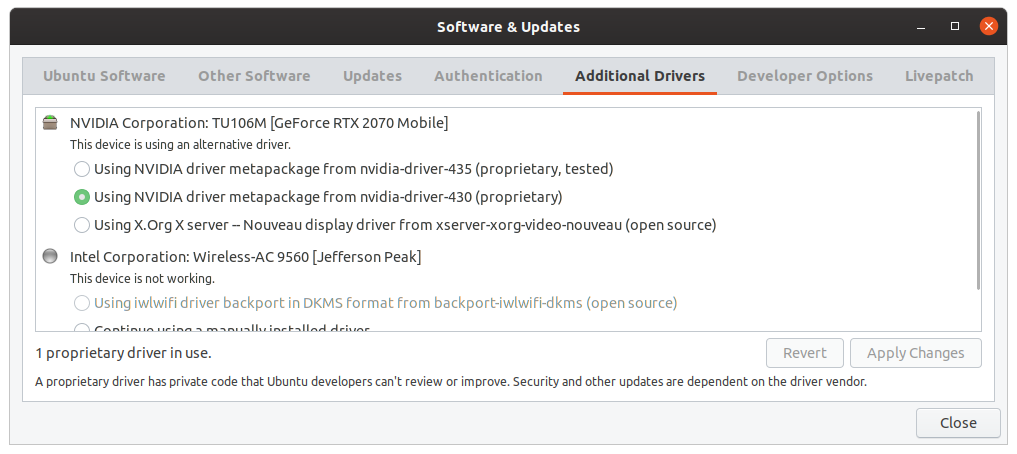 Software & Updates
Ubuntu Software
Other Software
Updates
Authentication
Additional Drivers
Developer Options
Livepatch
NVIDIA Corporation: TU106M [GeForce RTX 2070 Mobile]
This device is using an alternative driver.
Using NVIDIA driver metapackage from nvidia-driver-435 (proprietary, tested)
Using NVIDIA driver metapackage from nvidia-driver-430 (proprietary)
Using X.Org X server -- Nouveau display driver from xserver-xorg-video-nouveau (open source)
Intel Corporation: Wireless-AC 9560 [Jefferson Peak]
This device is not working.
Using iwlwifi driver backport in DKMS format from backport-iwlwifi-dkms (open source)
Continue using a manually installed driver
1 proprietary driver in use.
Revert
Apply Changes
A proprietary driver has private code that Ubuntu developers can't review or improve. Security and other updates are dependent on the driver vendor.
Close